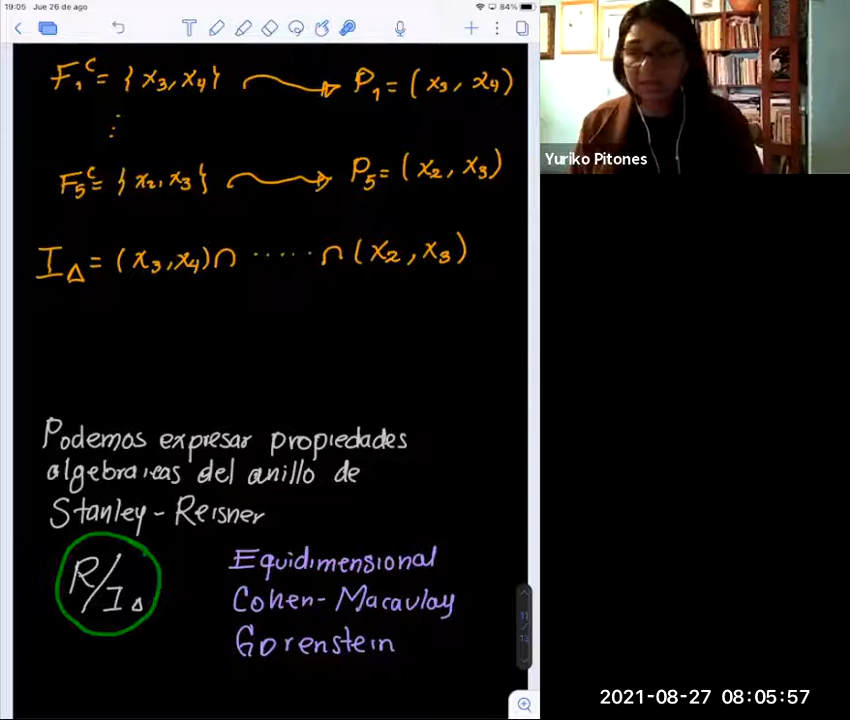 19:05 Jue 26 de ago
84%
F₁ᶜ = { x₃, x₄ } → P₁ = ( x₃, x₄ )
⋮
F₅ᶜ = { x₂, x₃ } → P₅ = ( x₂, x₃ )
I_Δ = ( x₃, x₄ ) ∩ ····· ∩ ( x₂, x₃ )
Podemos expresar propiedades
algebraicas del anillo de
Stanley - Reisner
R/I_Δ
Equidimensional
Cohen - Macaulay
Gorenstein
11/13
Yuriko Pitones
2021-08-27 08:05:57